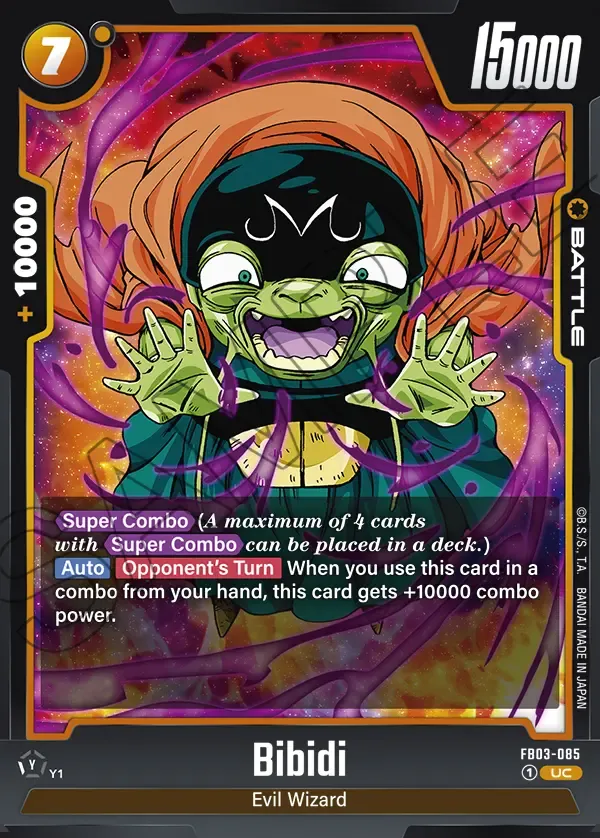 7
15000
+10000
BATTLE
SAMPLE
Super Combo (A maximum of 4 cards
with Super Combo can be placed in a deck.)
Auto Opponent's Turn When you use this card in a
combo from your hand, this card gets +10000 combo
power.
©B.S./S., T.A. BANDAI MADE IN JAPAN
Bibidi
FB03-085
Y Y1
1 UC
Evil Wizard